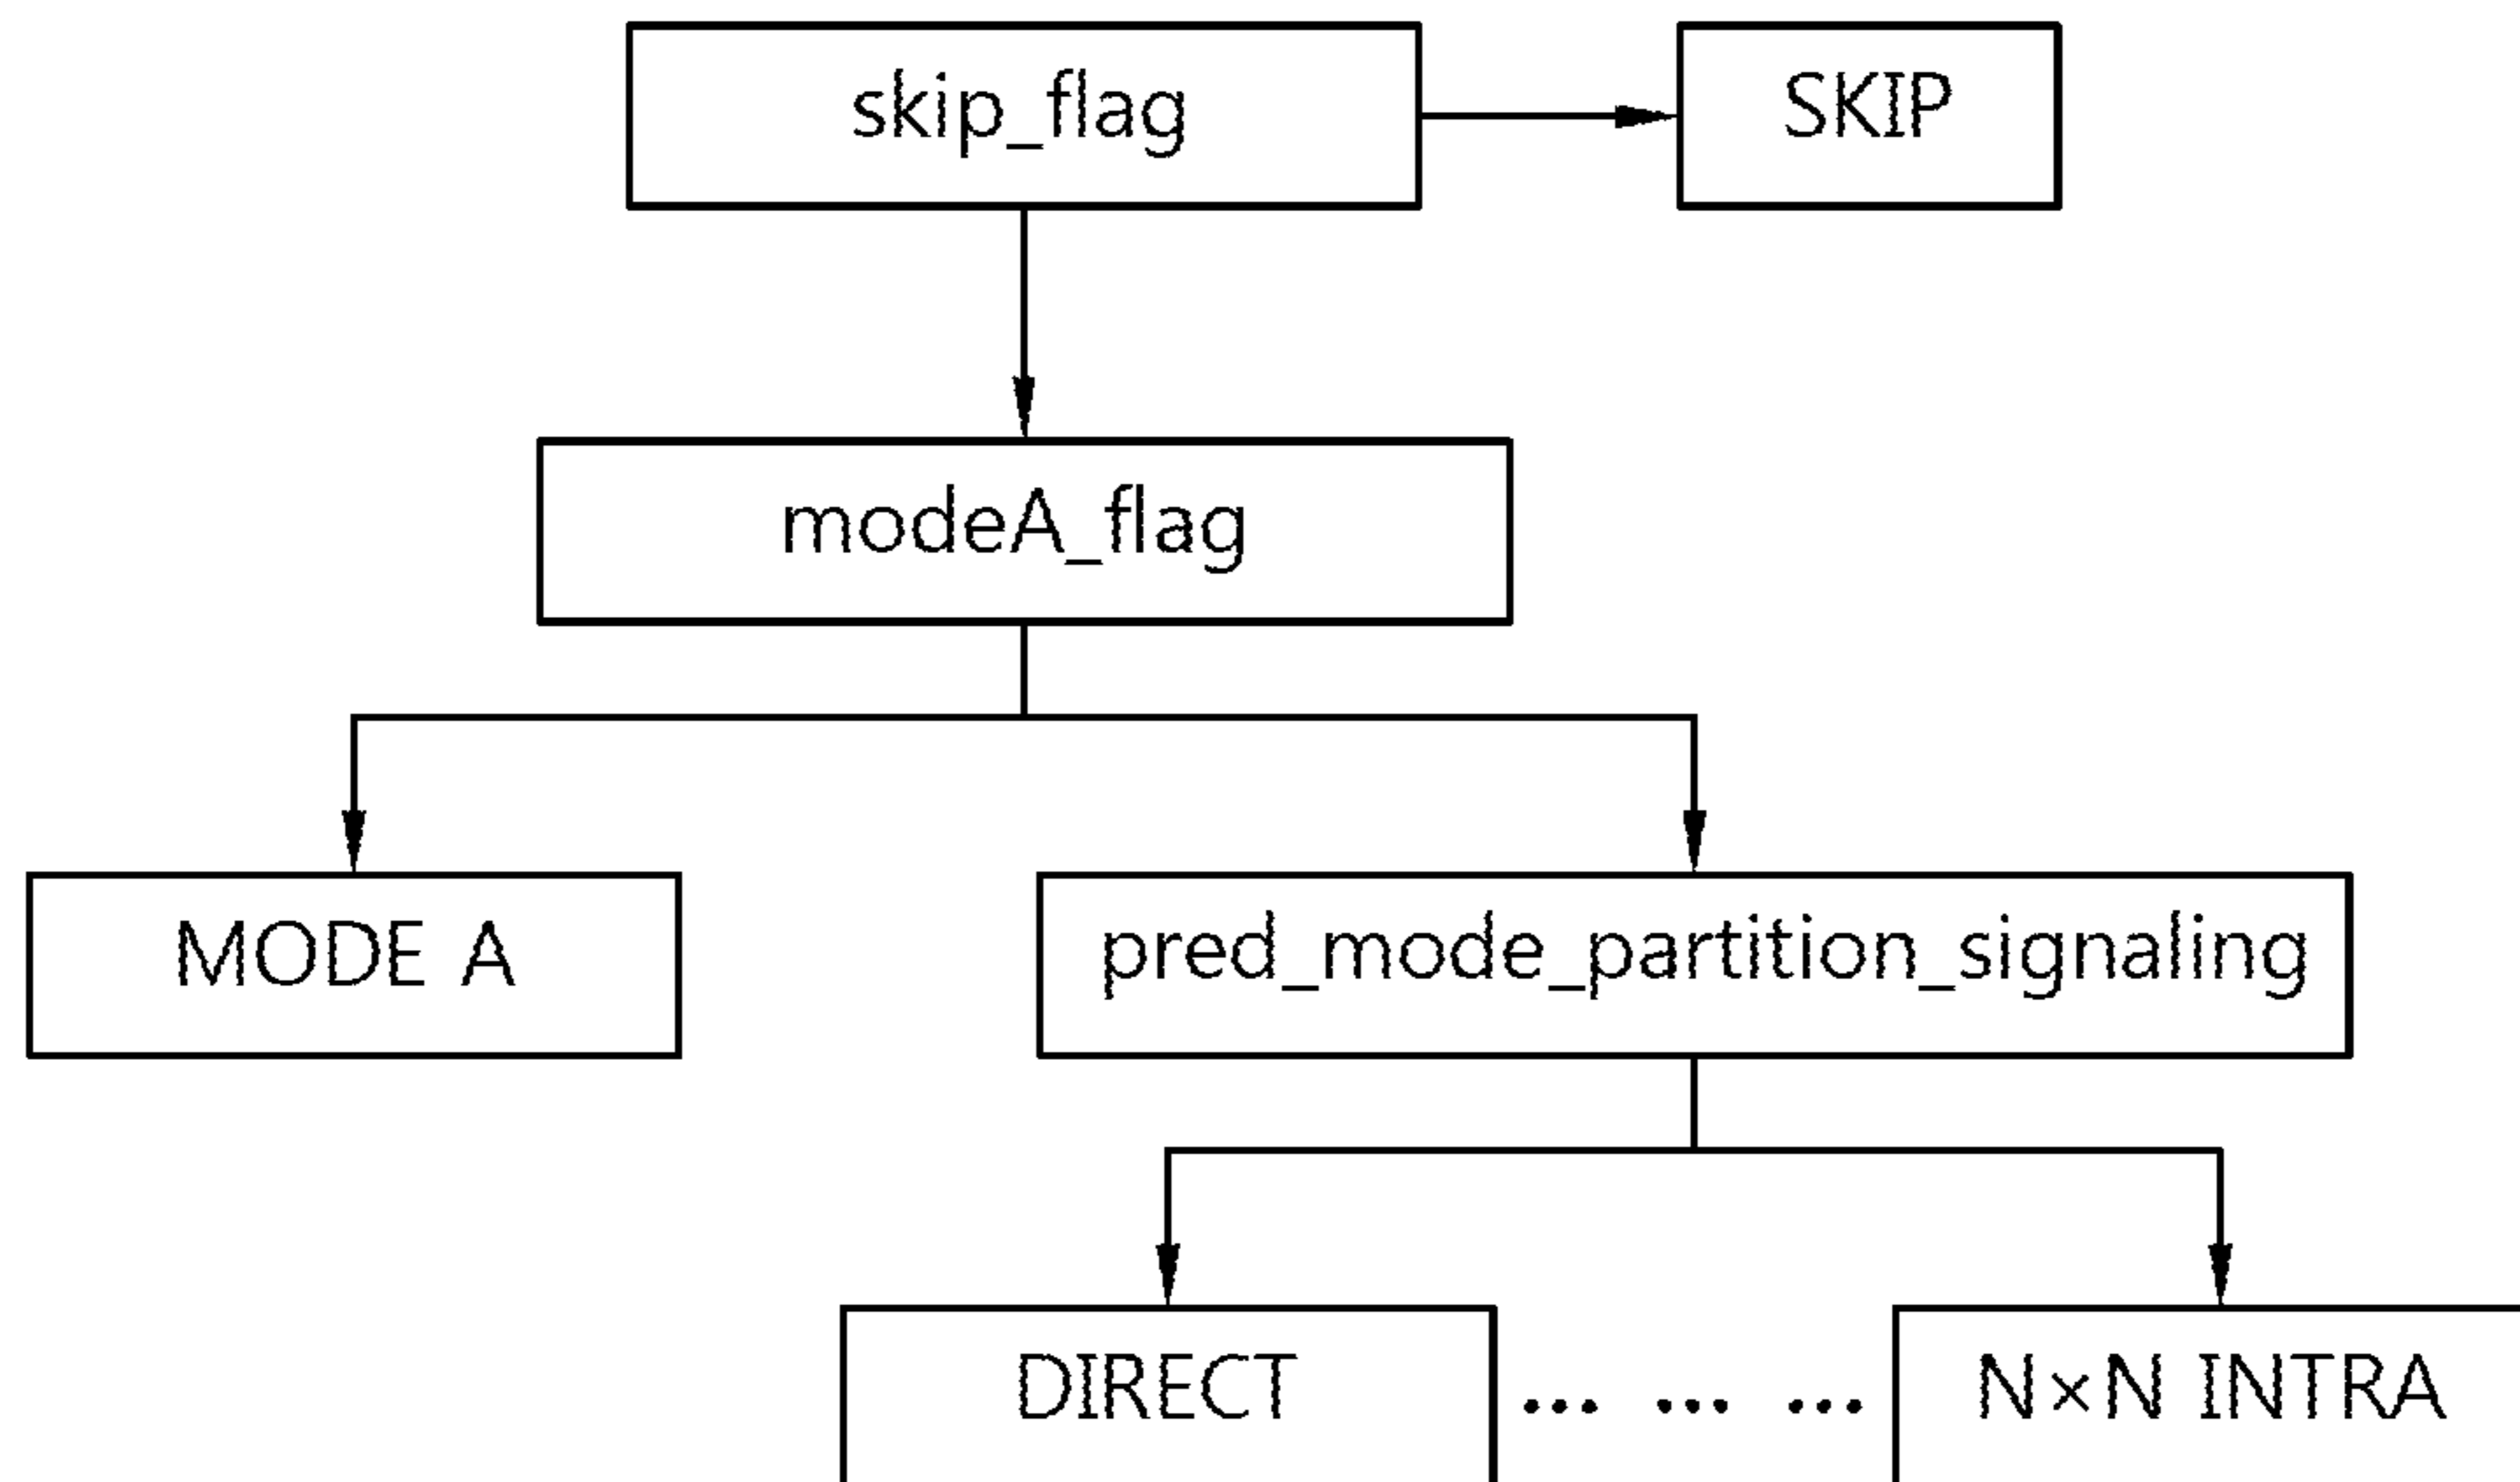 skip_flag
SKIP
modeA_flag
MODE A
pred_mode_partition_signaling
DIRECT
... ... ...
N×N INTRA